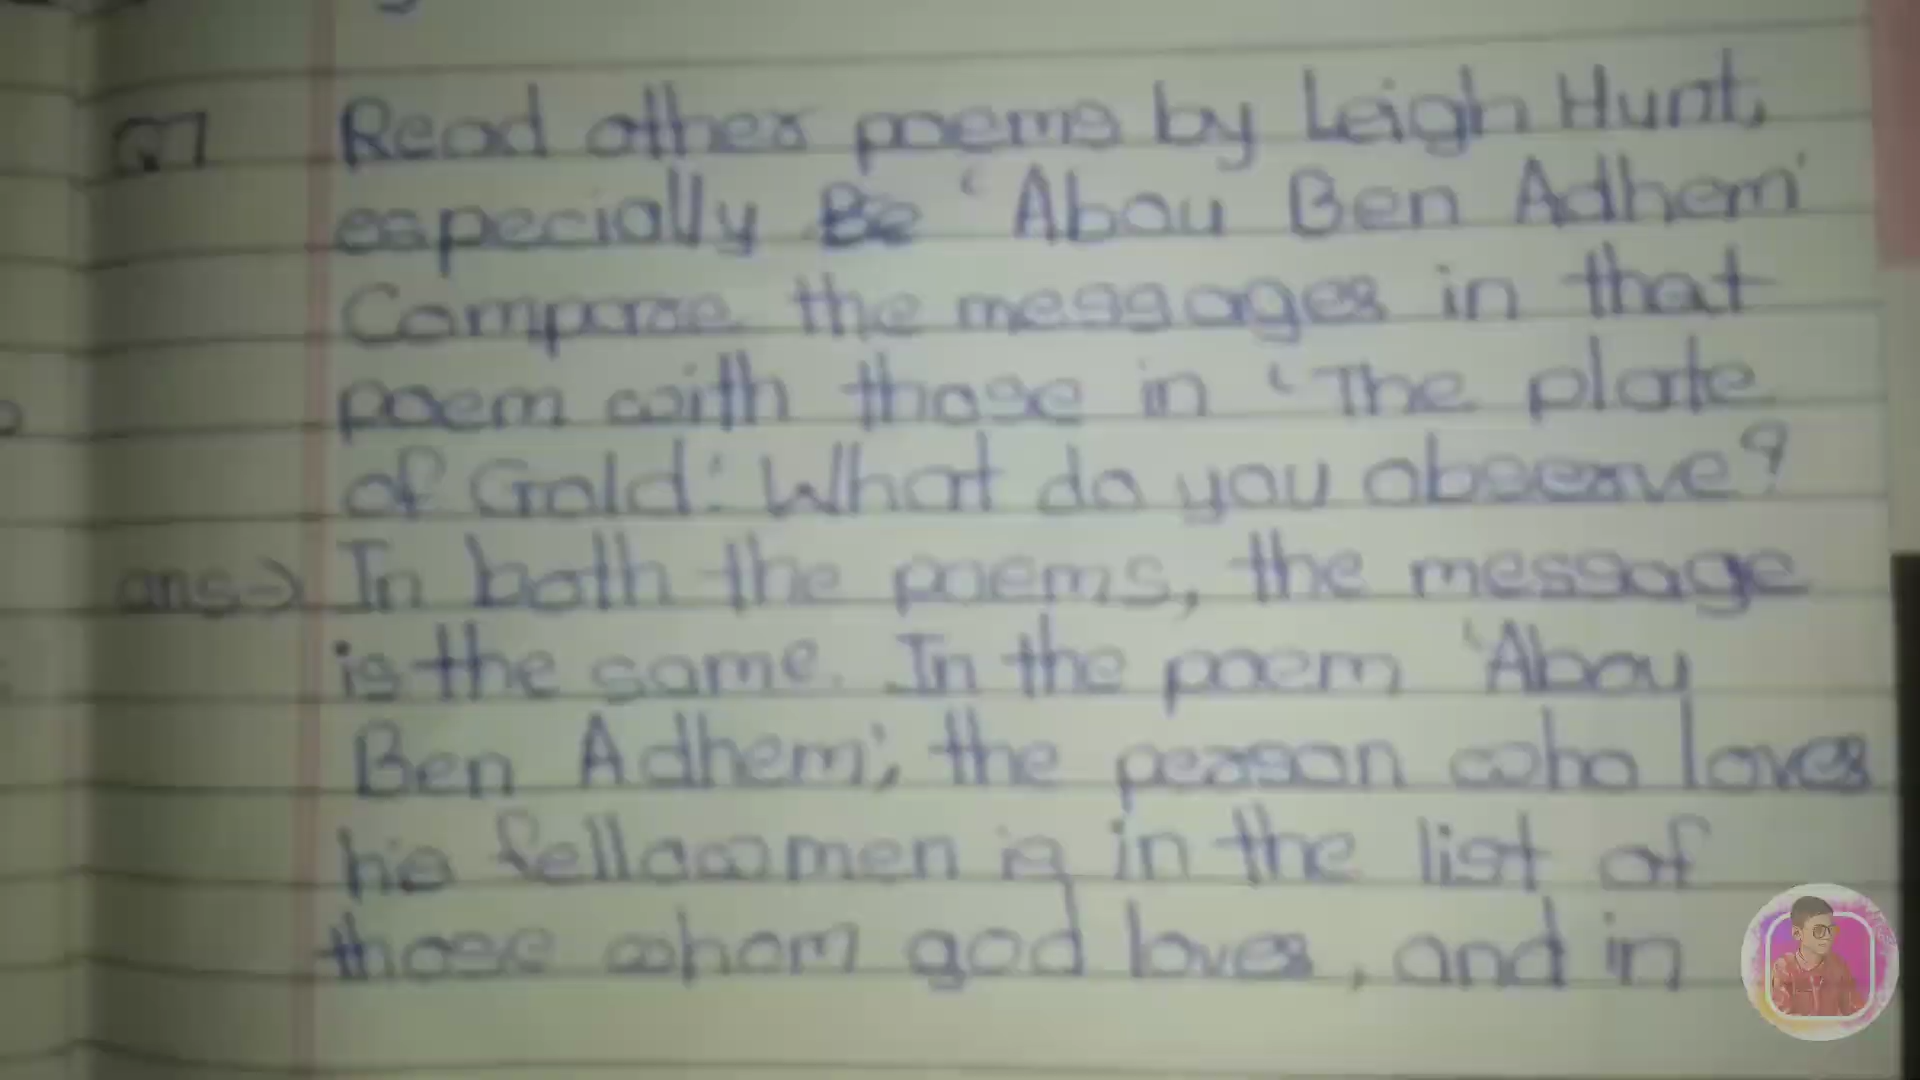 Q7 Read other poems by Leigh Hunt,
especially Be 'Abou Ben Adhem'
Compare the messages in that
poem with those in 'The plate
of Gold'. What do you observe?
ans→ In both the poems, the message
is the same. In the poem 'Abou
Ben Adhem', the person who loves
his fellowmen is in the list of
those whom god loves, and in